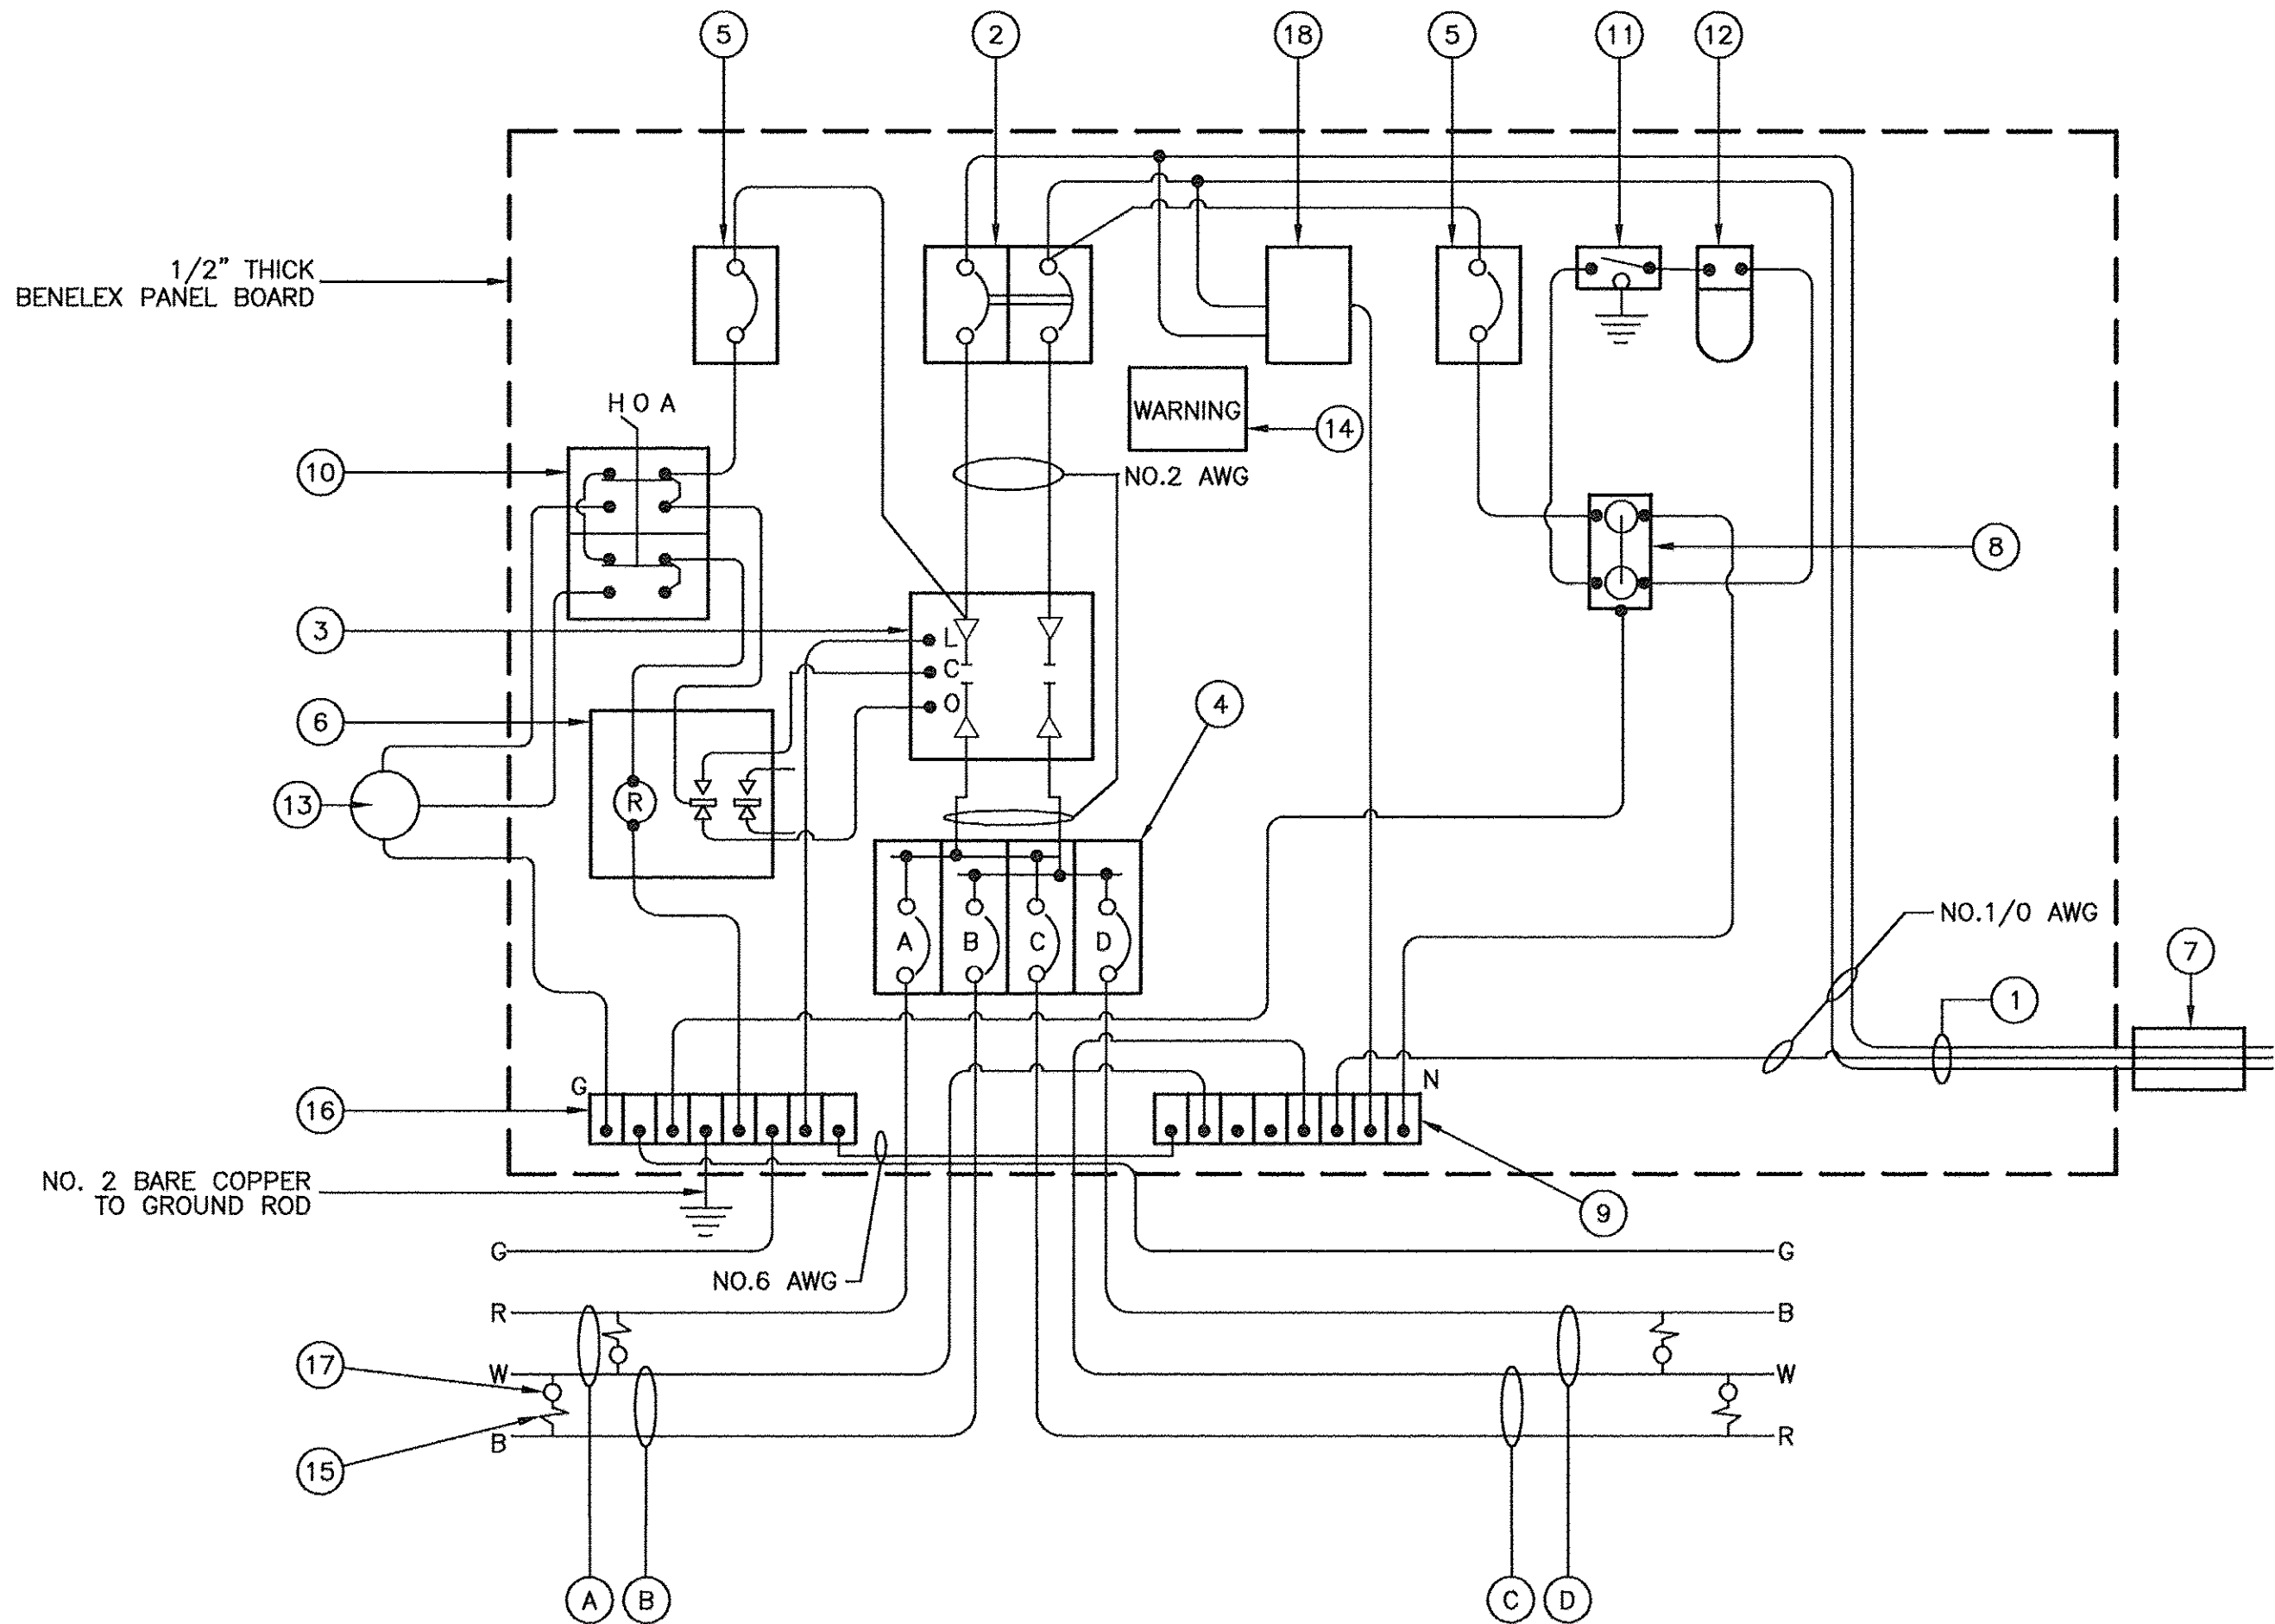 5
2
18
5
11
12
1/2" THICK
BENELEX PANEL BOARD
H O A
WARNING
14
10
NO.2 AWG
8
3
L
C
O
6
4
13
R
A
B
C
D
NO.1/0 AWG
7
1
G
N
16
NO. 2 BARE COPPER
TO GROUND ROD
9
G
G
NO.6 AWG
R
B
17
W
W
15
B
R
A
B
C
D